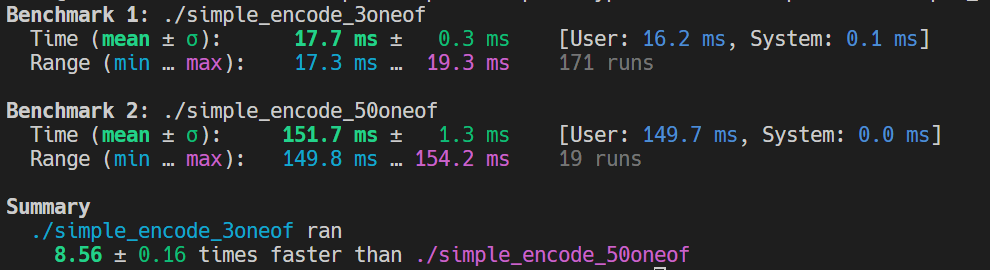 Benchmark 1: ./simple_encode_3oneof
Time (mean ± σ): 17.7 ms ± 0.3 ms [User: 16.2 ms, System: 0.1 ms]
Range (min … max): 17.3 ms … 19.3 ms 171 runs
Benchmark 2: ./simple_encode_50oneof
Time (mean ± σ): 151.7 ms ± 1.3 ms [User: 149.7 ms, System: 0.0 ms]
Range (min … max): 149.8 ms … 154.2 ms 19 runs
Summary
./simple_encode_3oneof ran
8.56 ± 0.16 times faster than ./simple_encode_50oneof